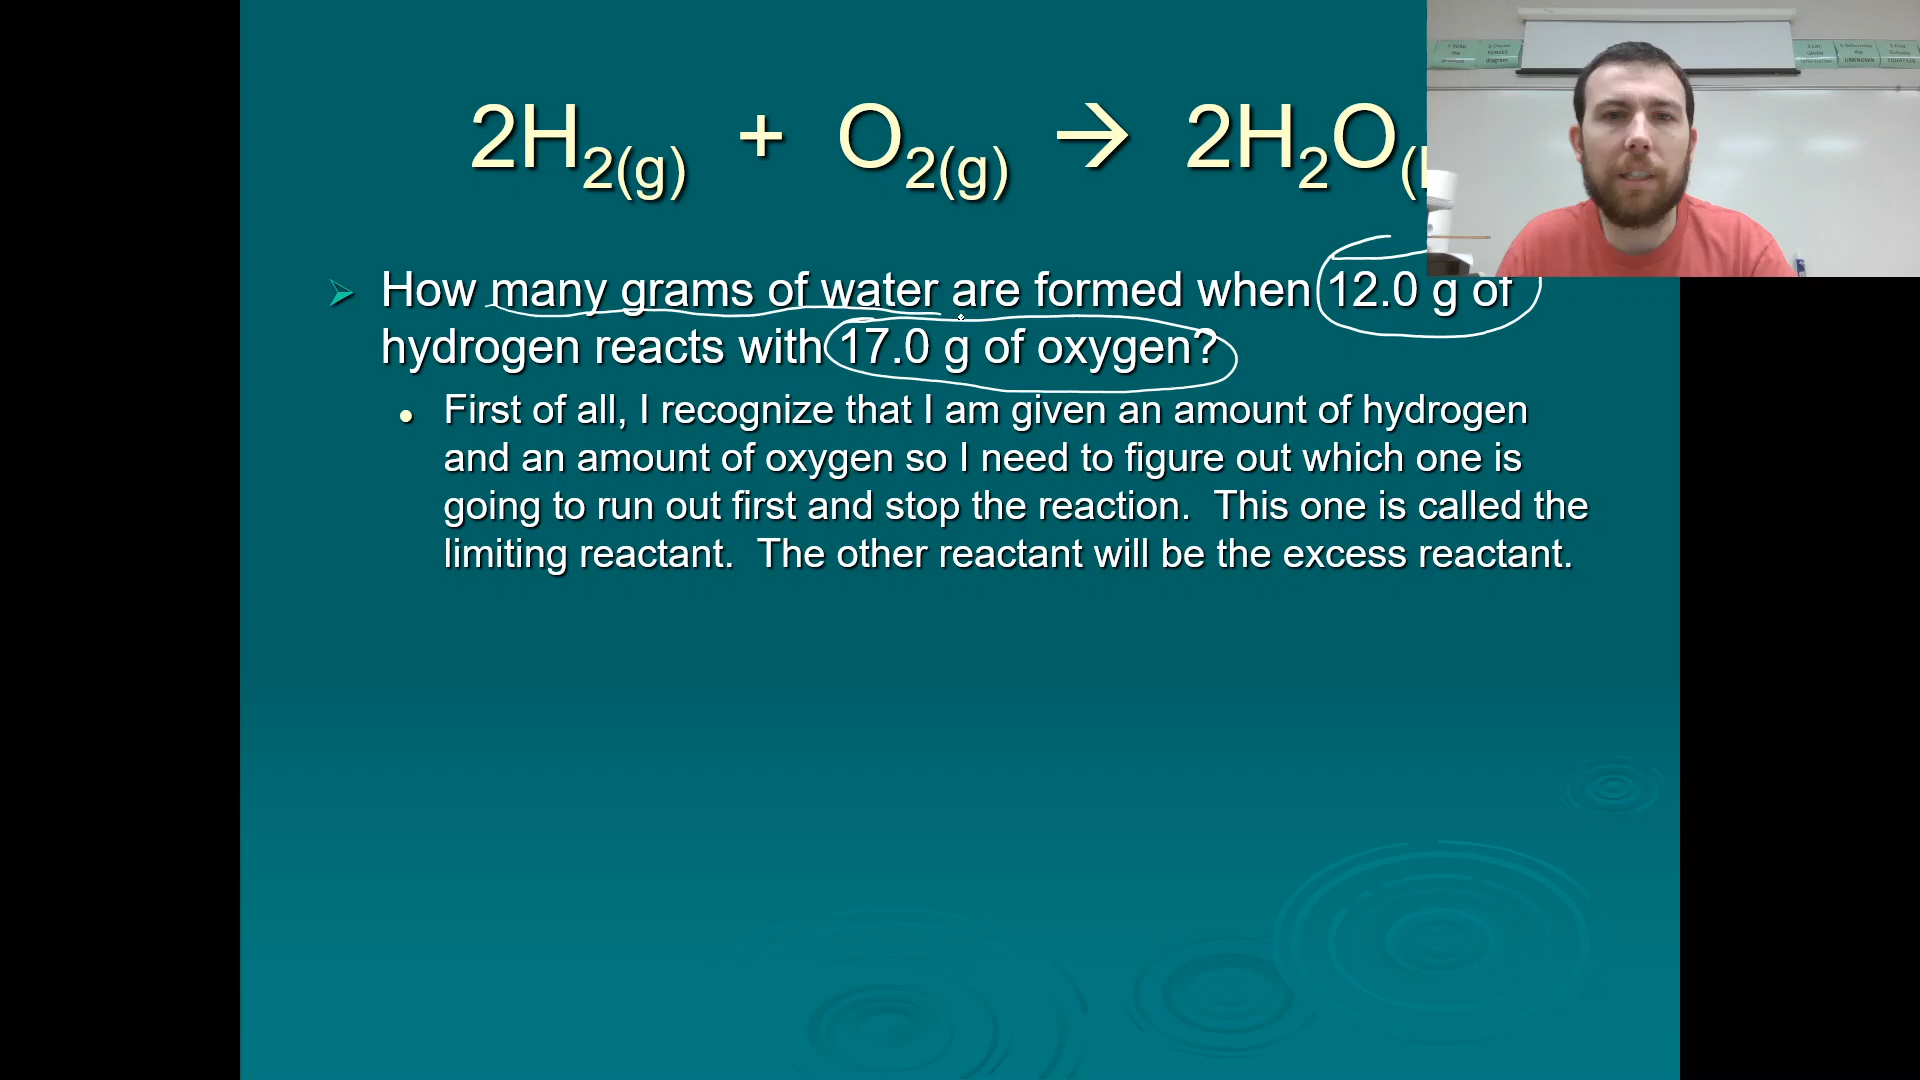 2H2(g) + O2(g) → 2H2O(l
How many grams of water are formed when 12.0 g of
hydrogen reacts with 17.0 g of oxygen?
First of all, I recognize that I am given an amount of hydrogen
and an amount of oxygen so I need to figure out which one is
going to run out first and stop the reaction. This one is called the
limiting reactant. The other reactant will be the excess reactant.